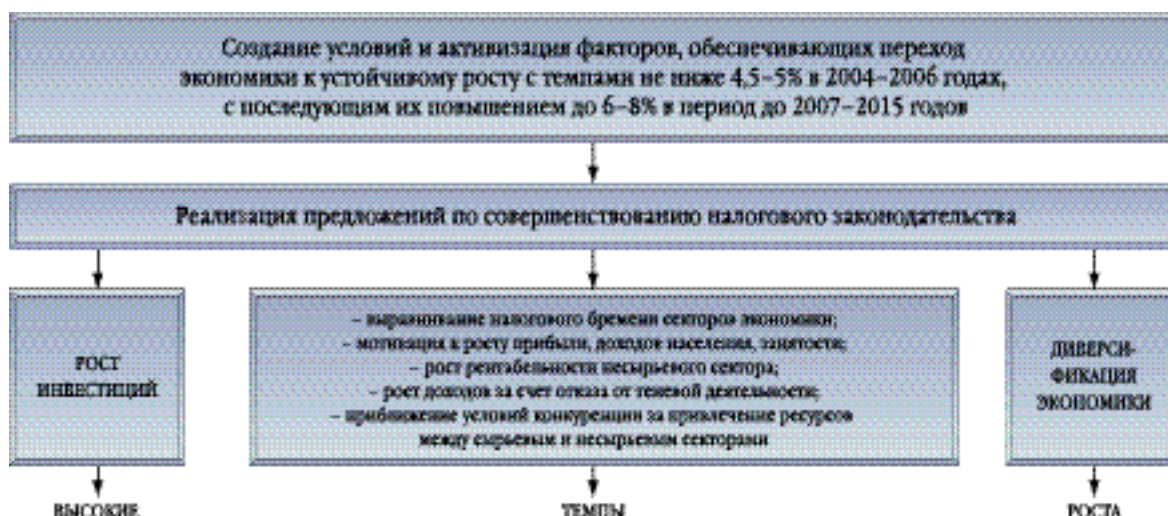 Создание условий и активизация факторов, обеспечивающих переход
экономики к устойчивому росту с темпами не ниже 4,5–5% в 2004–2006 годах,
с последующим их повышением до 6–8% в период до 2007–2015 годов
Реализация предложений по совершенствованию налогового законодательства
РОСТ
ИНВЕСТИЦИЙ
– выравнивание налогового бремени секторов экономики;
– мотивация к росту прибыли, доходов населения, занятости;
– рост рентабельности несырьевого сектора;
– рост доходов за счет отказа от теневой деятельности;
– приближение условий конкуренции за привлечение ресурсов
между сырьевым и несырьевым секторами
ДИВЕРСИ-
ФИКАЦИЯ
ЭКОНОМИКИ
ВЫСОКИЕ ТЕМПЫ РОСТА